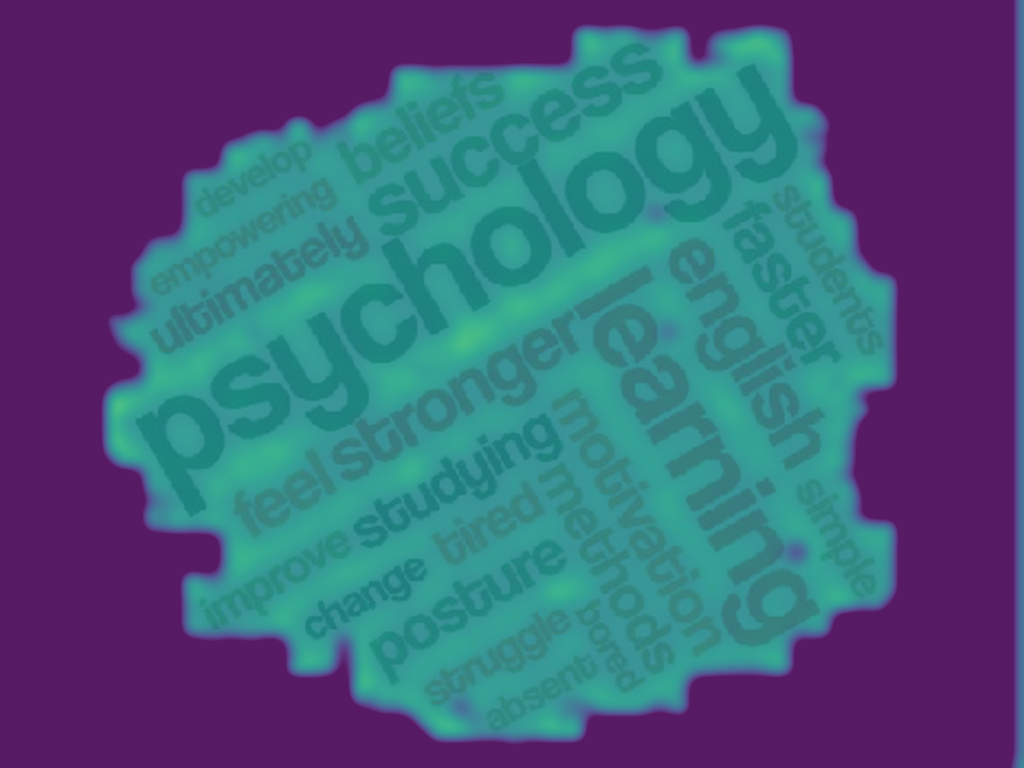 success
beliefs
psychology
develop
empowering
ultimately
students
faster
english
learning
stronger
feel
motivation
studying
methods
tired
simple
improve
change
posture
struggle
bored
absent